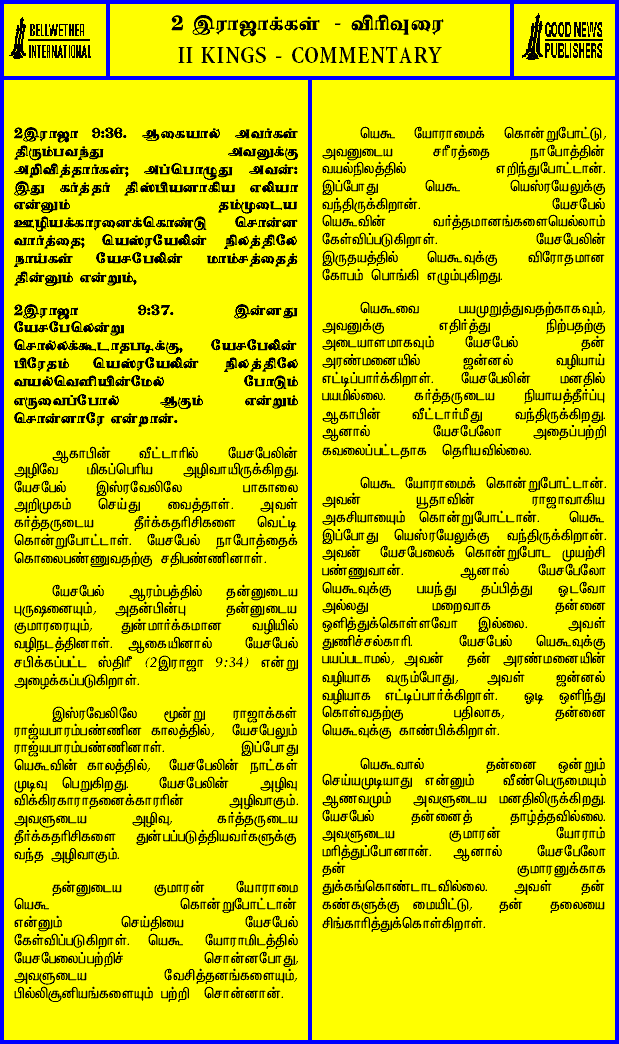 BELLWETHER
INTERNATIONAL
2 இராஜாக்கள் - விரிவுரை
II KINGS - COMMENTARY
GOOD NEWS
PUBLISHERS
2இராஜா 9:36. ஆகையால் அவர்கள்
திரும்பவந்து அவனுக்கு
அறிவித்தார்கள்; அப்பொழுது அவன்:
இது கர்த்தர் திஸ்பியனாகிய எலியா
என்னும் தம்முடைய
ஊழியக்காரனைக்கொண்டு சொன்ன
வார்த்தை; யெஸ்ரயேலின் நிலத்திலே
நாய்கள் யேசபேலின் மாம்சத்தைத்
தின்னும் என்றும்,
2இராஜா 9:37. இன்னது
யேசபேலென்று
சொல்லக்கூடாதபடிக்கு, யேசபேலின்
பிரேதம் யெஸ்ரயேலின் நிலத்திலே
வயல்வெளியின்மேல் போடும்
எருவைப்போல் ஆகும் என்றும்
சொன்னாரே என்றான்.
ஆகாபின் வீட்டாரில் யேசபேலின்
அழிவே மிகப்பெரிய அழிவாயிருக்கிறது.
யேசபேல் இஸ்ரவேலிலே பாகாலை
அறிமுகம் செய்து வைத்தாள். அவள்
கர்த்தருடைய தீர்க்கதரிசிகளை வெட்டி
கொன்றுபோட்டாள். யேசபேல் நாபோத்தைக்
கொலைபண்ணுவதற்கு சதிபண்ணினாள்.
யேசபேல் ஆரம்பத்தில் தன்னுடைய
புருஷனையும், அதன்பின்பு தன்னுடைய
குமாரரையும், துன்மார்க்கமான வழியில்
வழிநடத்தினாள். ஆகையினால் யேசபேல்
சபிக்கப்பட்ட ஸ்திரீ (2இராஜா 9:34) என்று
அழைக்கப்படுகிறாள்.
இஸ்ரவேலிலே மூன்று ராஜாக்கள்
ராஜ்யபாரம்பண்ணின காலத்தில், யேசபேலும்
ராஜ்யபாரம்பண்ணினாள். இப்போது
யெகூவின் காலத்தில், யேசபேலின் நாட்கள்
முடிவு பெறுகிறது. யேசபேலின் அழிவு
விக்கிரகாராதனைக்காரரின் அழிவாகும்.
அவளுடைய அழிவு, கர்த்தருடைய
தீர்க்கதரிசிகளை துன்பப்படுத்தியவர்களுக்கு
வந்த அழிவாகும்.
தன்னுடைய குமாரன் யோராமை
யெகூ கொன்றுபோட்டான்
என்னும் செய்தியை யேசபேல்
கேள்விப்படுகிறாள். யெகூ யோராமிடத்தில்
யேசபேலைப்பற்றிச் சொன்னபோது,
அவளுடைய வேசித்தனங்களையும்,
பில்லிசூனியங்களையும் பற்றி சொன்னான்.
யெகூ யோராமைக் கொன்றுபோட்டு,
அவனுடைய சரீரத்தை நாபோத்தின்
வயல்நிலத்தில் எறிந்துபோட்டான்.
இப்போது யெகூ யெஸ்ரயேலுக்கு
வந்திருக்கிறான். யேசபேல்
யெகூவின் வர்த்தமானங்களையெல்லாம்
கேள்விப்படுகிறாள். யேசபேலின்
இருதயத்தில் யெகூவுக்கு விரோதமான
கோபம் பொங்கி எழும்புகிறது.
யெகூவை பயமுறுத்துவதற்காகவும்,
அவனுக்கு எதிர்த்து நிற்பதற்கு
அடையாளமாகவும் யேசபேல் தன்
அரண்மனையில் ஜன்னல் வழியாய்
எட்டிப்பார்க்கிறாள். யேசபேலின் மனதில்
பயமில்லை. கர்த்தருடைய நியாயத்தீர்ப்பு
ஆகாபின் வீட்டார்மீது வந்திருக்கிறது.
ஆனால் யேசபேலோ அதைப்பற்றி
கவலைப்பட்டதாக தெரியவில்லை.
யெகூ யோராமைக் கொன்றுபோட்டான்.
அவன் யூதாவின் ராஜாவாகிய
அகசியாயையும் கொன்றுபோட்டான். யெகூ
இப்போது யெஸ்ரயேலுக்கு வந்திருக்கிறான்.
அவன் யேசபேலைக் கொன்றுபோட முயற்சி
பண்ணுவான். ஆனால் யேசபேலோ
யெகூவுக்கு பயந்து தப்பித்து ஓடவோ
அல்லது மறைவாக தன்னை
ஒளித்துக்கொள்ளவோ இல்லை. அவள்
துணிச்சல்காரி. யேசபேல் யெகூவுக்கு
பயப்படாமல், அவன் தன் அரண்மனையின்
வழியாக வரும்போது, அவள் ஜன்னல்
வழியாக எட்டிப்பார்க்கிறாள். ஓடி ஒளிந்து
கொள்வதற்கு பதிலாக, தன்னை
யெகூவுக்கு காண்பிக்கிறாள்.
யெகூவால் தன்னை ஒன்றும்
செய்யமுடியாது என்னும் வீண்பெருமையும்
ஆணவமும் அவளுடைய மனதிலிருக்கிறது.
யேசபேல் தன்னைத் தாழ்த்தவில்லை.
அவளுடைய குமாரன் யோராம்
மரித்துப்போனான். ஆனால் யேசபேலோ
தன் குமாரனுக்காக
துக்கங்கொண்டாடவில்லை. அவள் தன்
கண்களுக்கு மையிட்டு, தன் தலையை
சிங்காரித்துக்கொள்கிறாள்.